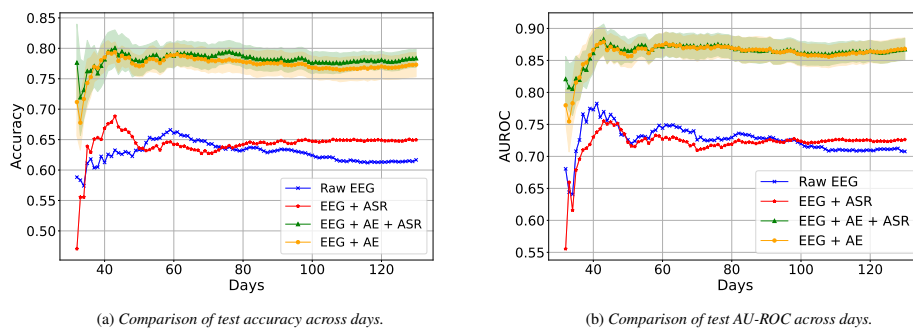 0.85
0.80
0.75
0.70
0.65
0.60
0.55
0.50
Accuracy
40
60
80
100
120
Days
Raw EEG
EEG + ASR
EEG + AE + ASR
EEG + AE
(a) Comparison of test accuracy across days.
0.90
0.85
0.80
0.75
0.70
0.65
0.60
0.55
AUROC
40
60
80
100
120
Days
Raw EEG
EEG + ASR
EEG + AE + ASR
EEG + AE
(b) Comparison of test AU-ROC across days.